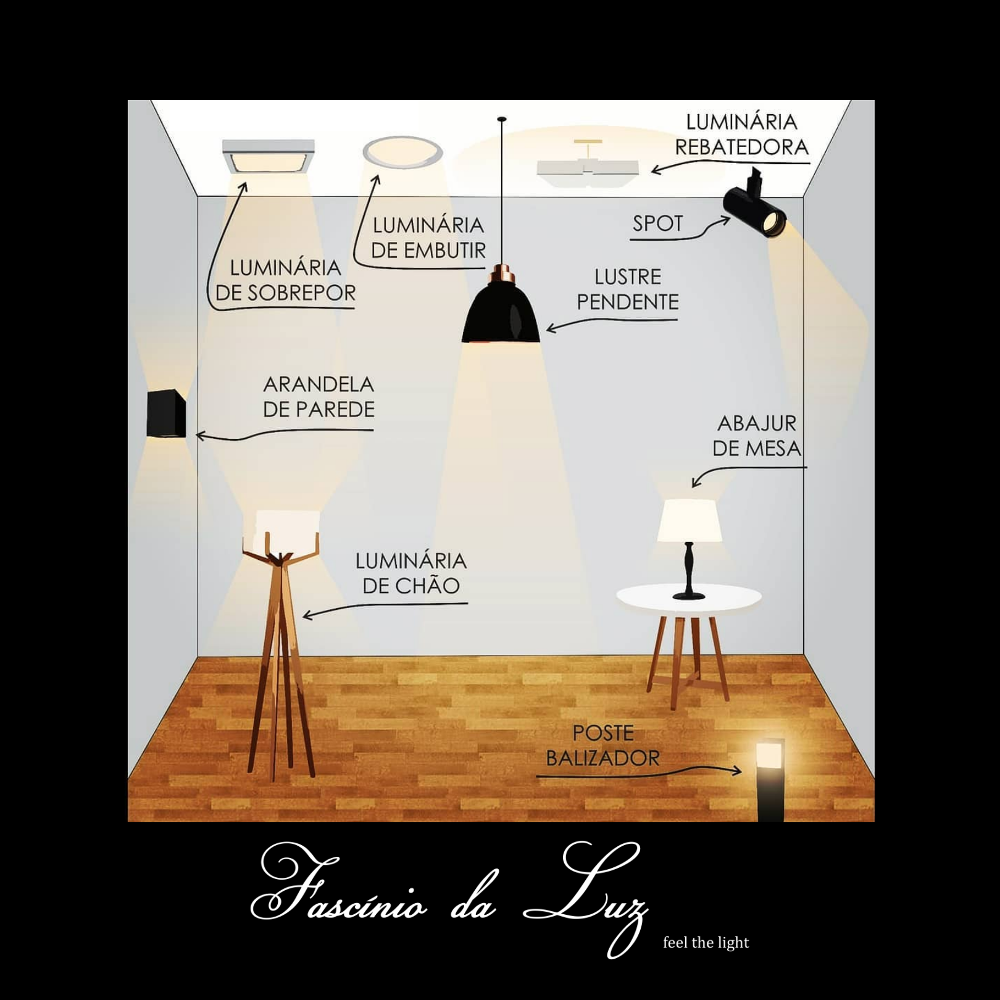 LUMINÁRIA
REBATEDORA
SPOT
LUMINÁRIA
DE EMBUTIR
LUMINÁRIA
DE SOBREPOR
LUSTRE
PENDENTE
ARANDELA
DE PAREDE
ABAJUR
DE MESA
LUMINÁRIA
DE CHÃO
POSTE
BALIZADOR
Fascínio da Luz
feel the light